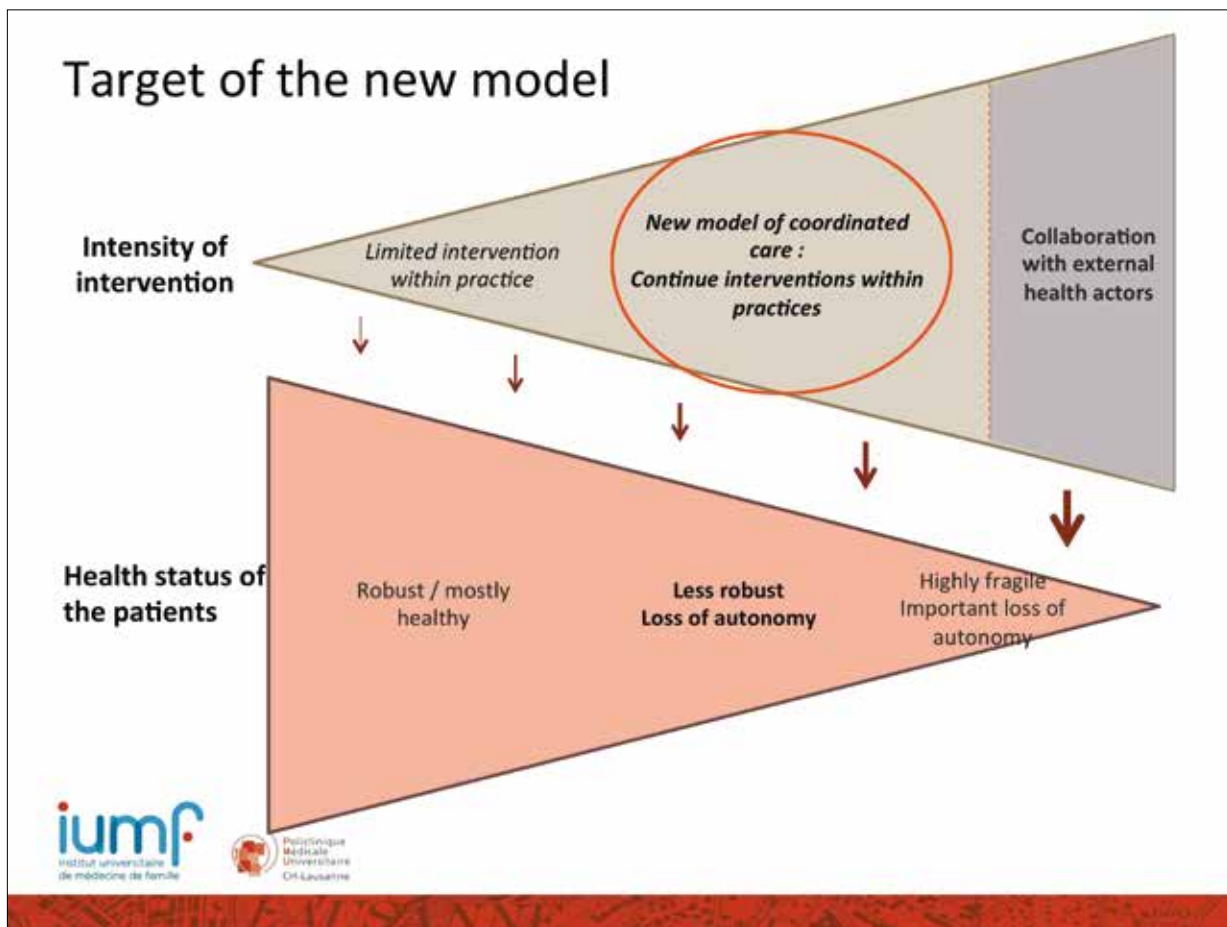 Target of the new model
Intensity of
intervention
Limited intervention
within practice
New model of coordinated
care :
Continue interventions within
practices
Collaboration
with external
health actors
Health status of
the patients
Robust / mostly
healthy
Less robust
Loss of autonomy
Highly fragile
Important loss of
autonomy
iumf
institut universitaire
de médecine de famille
Policlinique
Médicale
Universitaire
CH-Lausanne
LAUSANNE